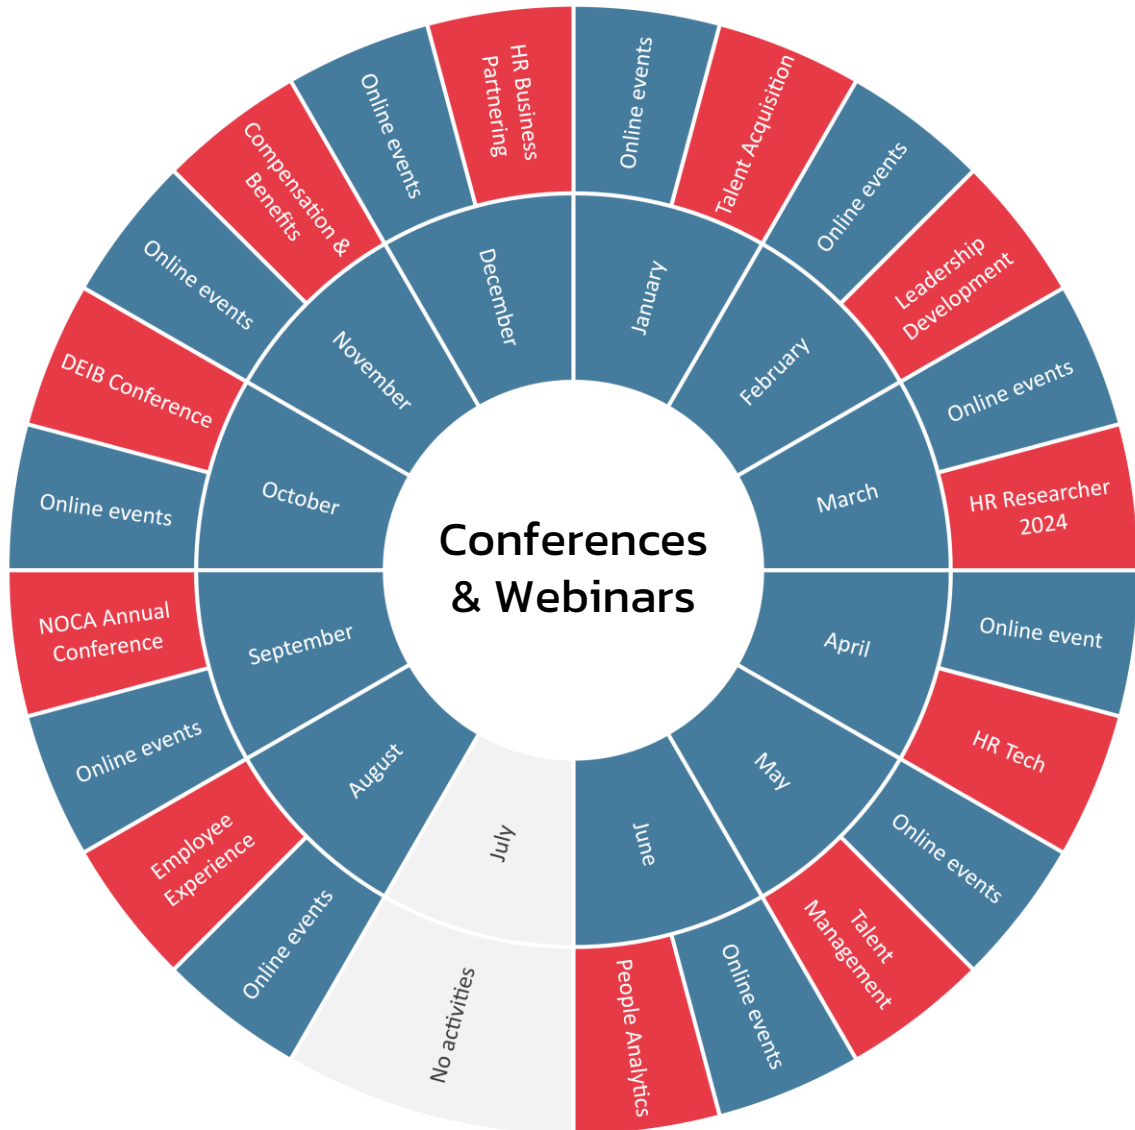 Conferences
& Webinars
January
Online events
Talent Acquisition
February
Online events
Leadership
Development
March
Online events
HR Researcher
2024
April
Online event
HR Tech
May
Online events
Talent
Management
June
Online events
People Analytics
July
No activities
August
Online events
Employee
Experience
September
Online events
NOCA Annual
Conference
October
Online events
DEIB Conference
November
Online events
Compensation &
Benefits
December
Online events
HR Business
Partnering